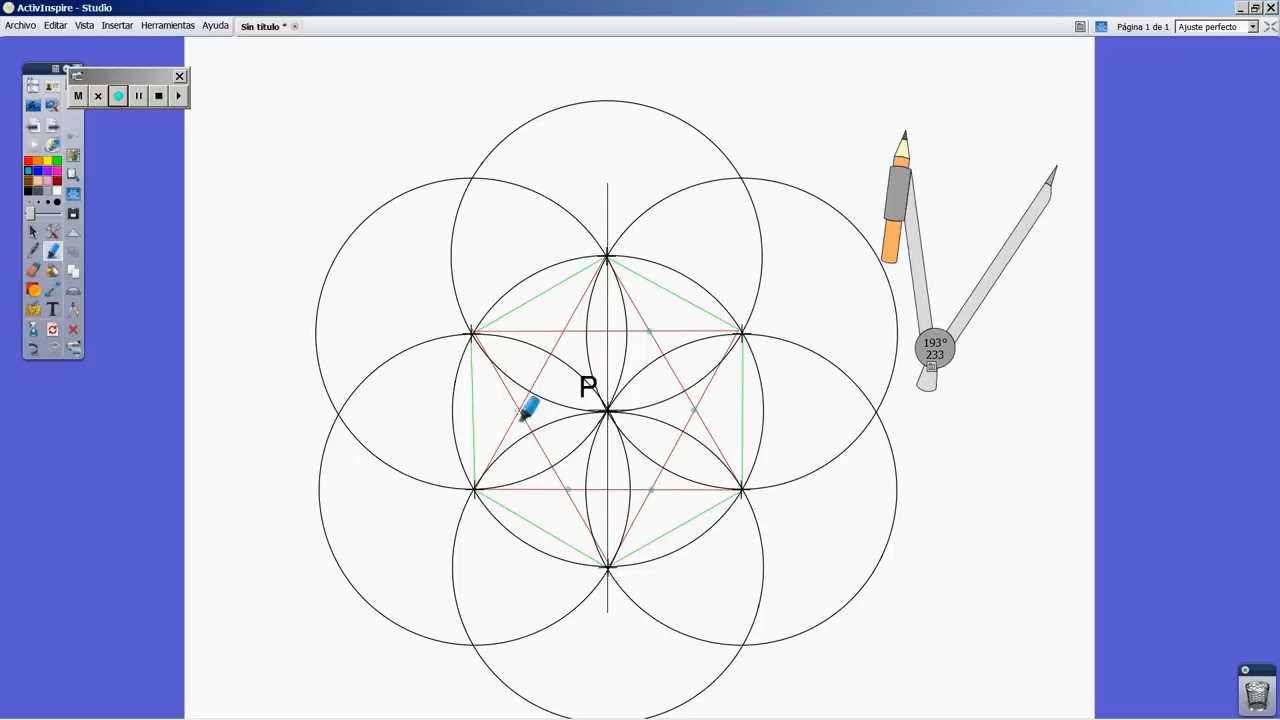 ActivInspire - Studio
Archivo Editar Vista Insertar Herramientas Ayuda Sin título * Página 1 de 1 Ajuste perfecto
M
T
193°
233
P